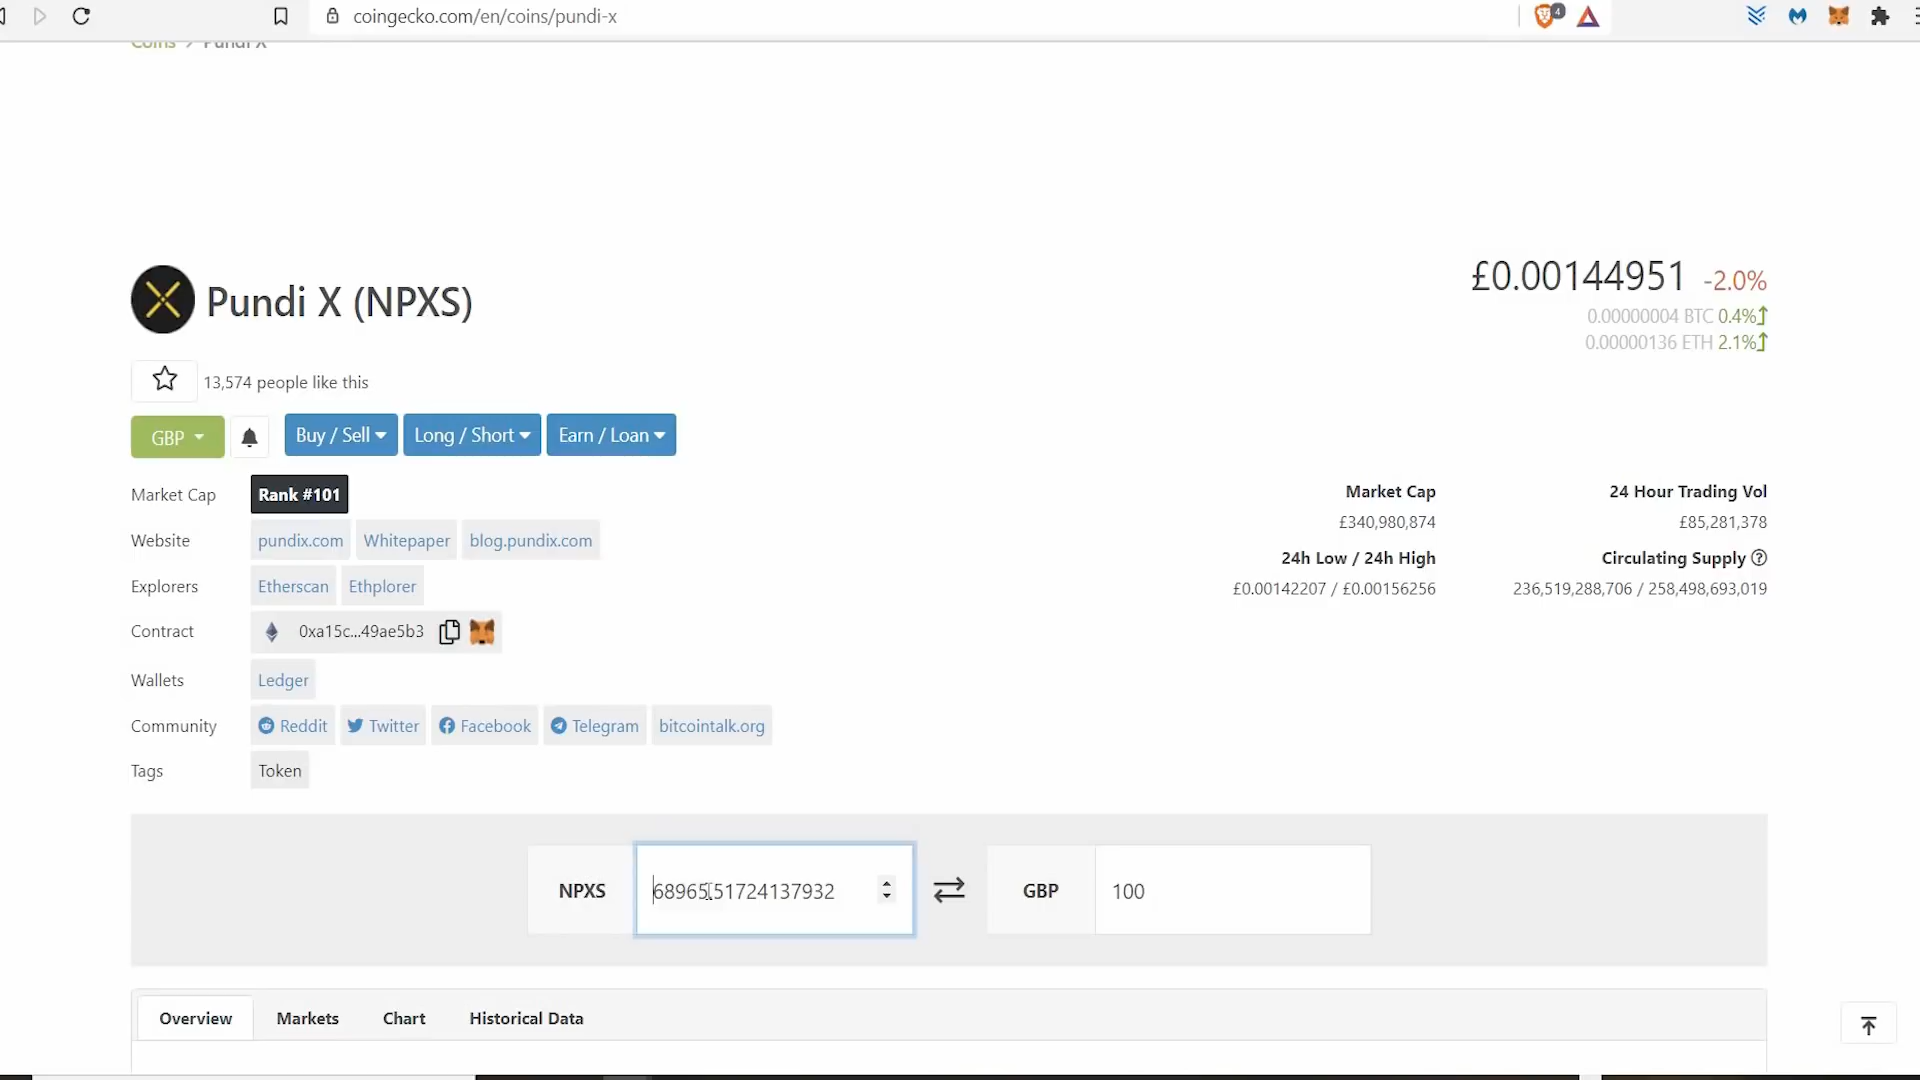 coingecko.com/en/coins/pundi-x
4
Coins > Pundi X
Pundi X (NPXS)
£0.00144951 -2.0%
0.00000004 BTC 0.4%
0.00000136 ETH 2.1%
13,574 people like this
GBP
Buy / Sell
Long / Short
Earn / Loan
Market Cap Rank #101
Website pundix.com Whitepaper blog.pundix.com
Explorers Etherscan Ethplorer
Contract 0xa15c...49ae5b3
Wallets Ledger
Community Reddit Twitter Facebook Telegram bitcointalk.org
Tags Token
Market Cap
£340,980,874
24 Hour Trading Vol
£85,281,378
24h Low / 24h High
£0.00142207 / £0.00156256
Circulating Supply ?
236,519,288,706 / 258,498,693,019
NPXS 68965.51724137932 GBP 100
Overview Markets Chart Historical Data